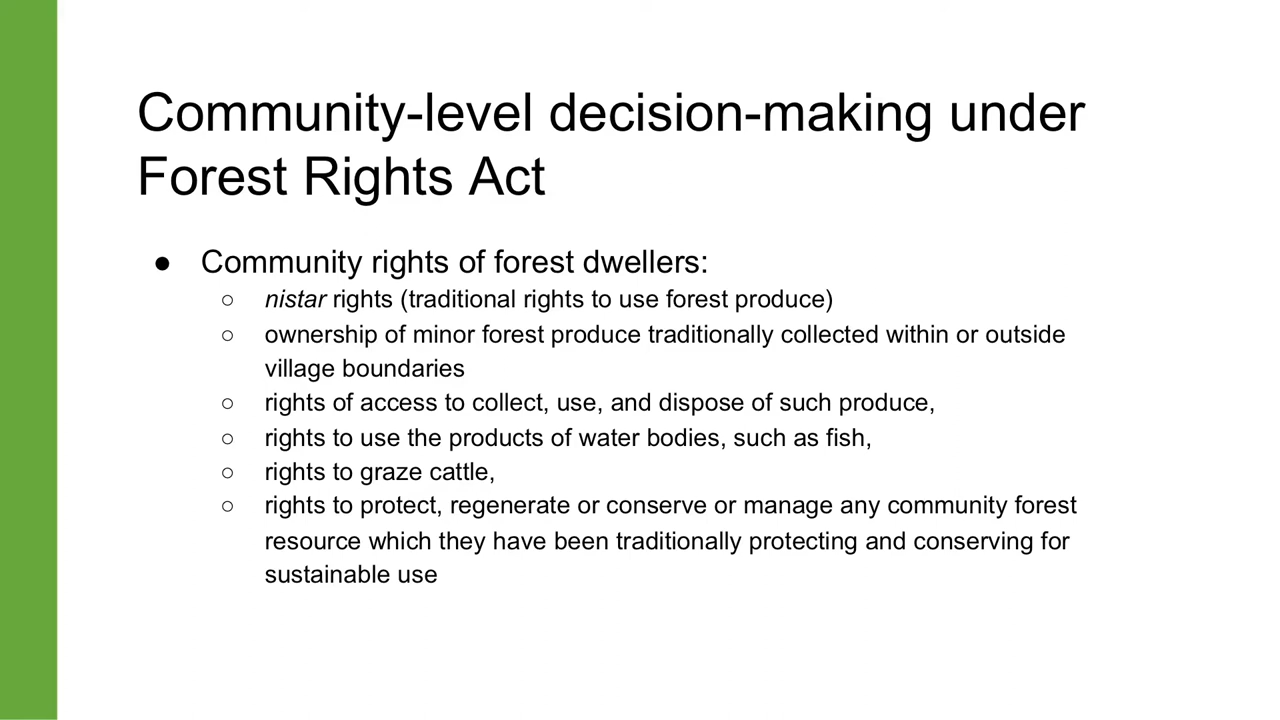 Community-level decision-making under
Forest Rights Act
● Community rights of forest dwellers:
○ nistar rights (traditional rights to use forest produce)
○ ownership of minor forest produce traditionally collected within or outside
village boundaries
○ rights of access to collect, use, and dispose of such produce,
○ rights to use the products of water bodies, such as fish,
○ rights to graze cattle,
○ rights to protect, regenerate or conserve or manage any community forest
resource which they have been traditionally protecting and conserving for
sustainable use